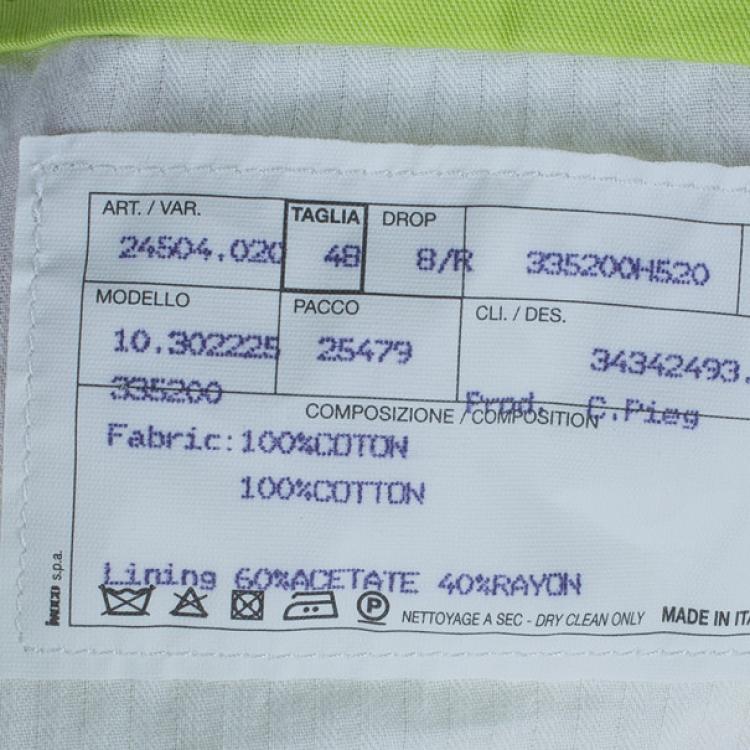 ART. / VAR. TAGLIA DROP
24504.020 48 8/R 335200H520
MODELLO PACCO CLI. / DES.
10.302225 25479 34342493.
335200 Prod. C.Pieg
COMPOSIZIONE / COMPOSITION
Fabric:100%COTON
100%COTTON
Lining 60%ACETATE 40%RAYON
P NETTOYAGE A SEC - DRY CLEAN ONLY MADE IN ITA
s.p.a.